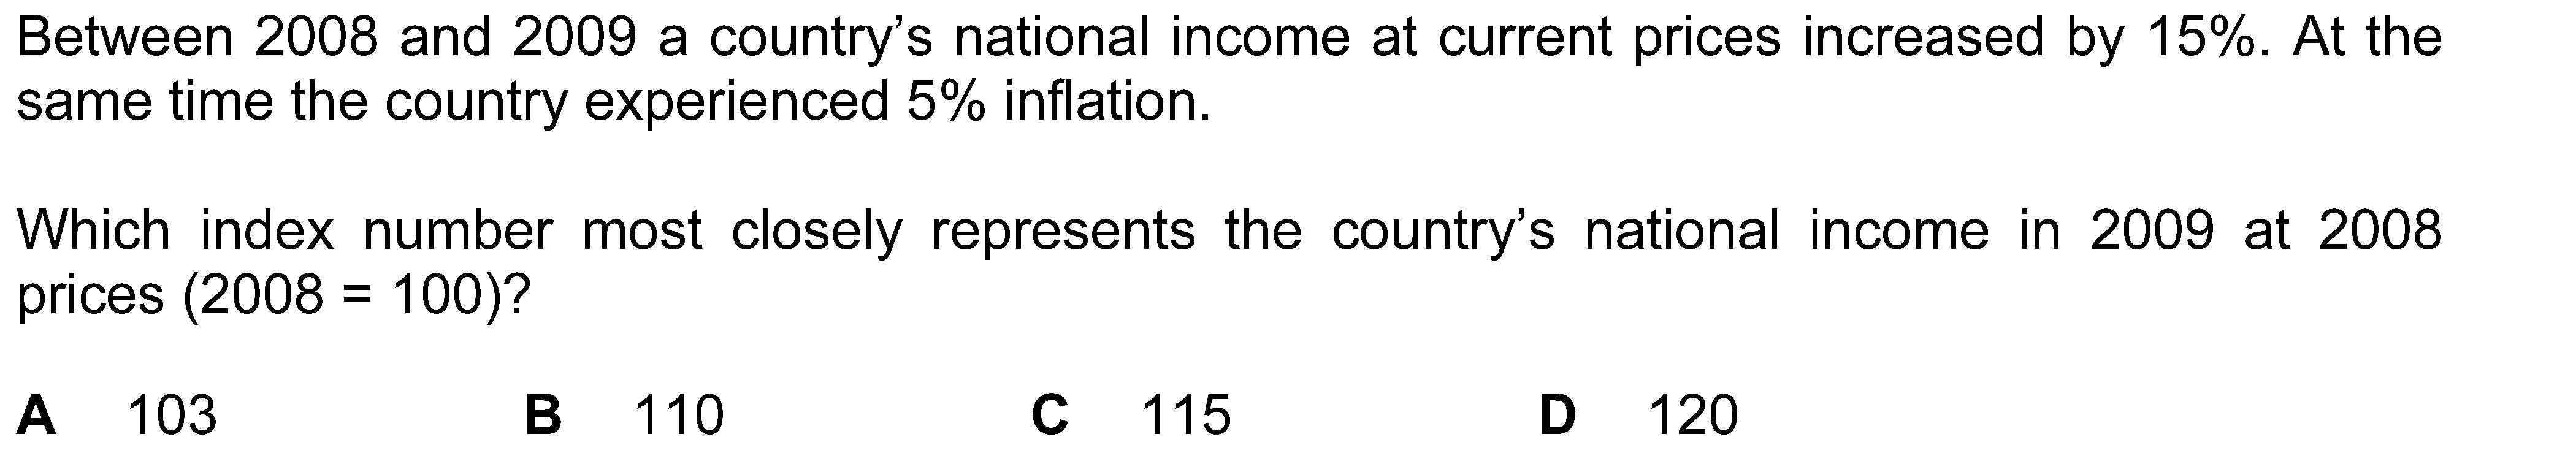 Between 2008 and 2009 a country’s national income at current prices increased by 15%. At the
same time the country experienced 5% inflation.
Which index number most closely represents the country’s national income in 2009 at 2008
prices (2008 = 100)?
A 103 B 110 C 115 D 120